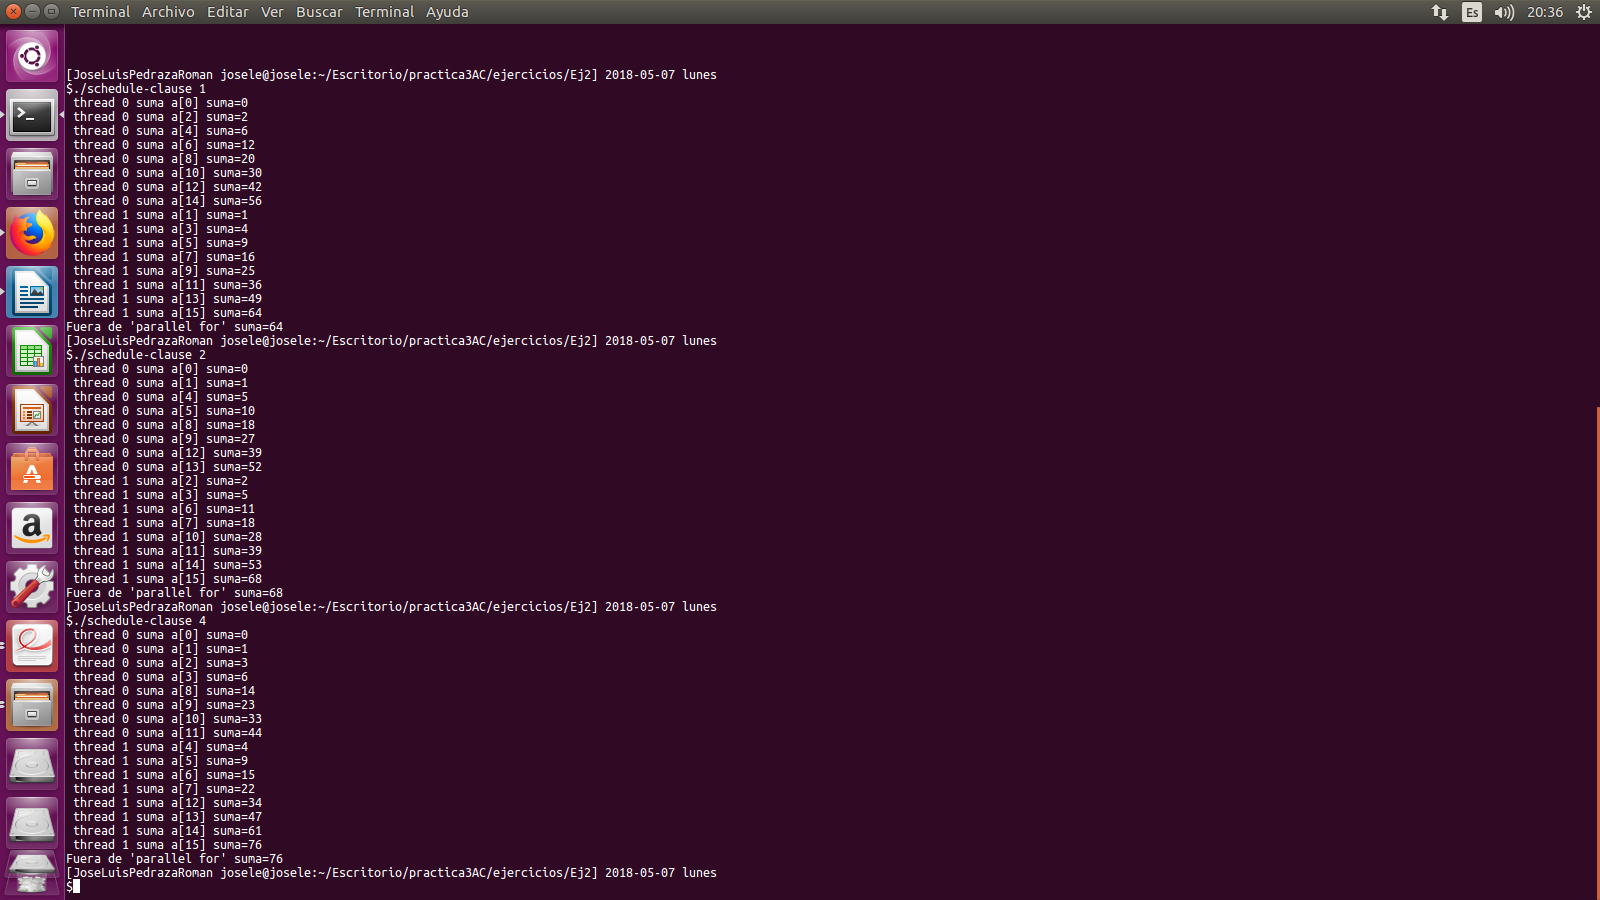 Terminal Archivo Editar Ver Buscar Terminal Ayuda Es 20:36
[JoseLuisPedrazaRoman josele@josele:~/Escritorio/practica3AC/ejercicios/Ej2] 2018-05-07 lunes
$./schedule-clause 1
thread 0 suma a[0] suma=0
thread 0 suma a[2] suma=2
thread 0 suma a[4] suma=6
thread 0 suma a[6] suma=12
thread 0 suma a[8] suma=20
thread 0 suma a[10] suma=30
thread 0 suma a[12] suma=42
thread 0 suma a[14] suma=56
thread 1 suma a[1] suma=1
thread 1 suma a[3] suma=4
thread 1 suma a[5] suma=9
thread 1 suma a[7] suma=16
thread 1 suma a[9] suma=25
thread 1 suma a[11] suma=36
thread 1 suma a[13] suma=49
thread 1 suma a[15] suma=64
Fuera de 'parallel for' suma=64
[JoseLuisPedrazaRoman josele@josele:~/Escritorio/practica3AC/ejercicios/Ej2] 2018-05-07 lunes
$./schedule-clause 2
thread 0 suma a[0] suma=0
thread 0 suma a[1] suma=1
thread 0 suma a[4] suma=5
thread 0 suma a[5] suma=10
thread 0 suma a[8] suma=18
thread 0 suma a[9] suma=27
thread 0 suma a[12] suma=39
thread 0 suma a[13] suma=52
thread 1 suma a[2] suma=2
thread 1 suma a[3] suma=5
thread 1 suma a[6] suma=11
thread 1 suma a[7] suma=18
thread 1 suma a[10] suma=28
thread 1 suma a[11] suma=39
thread 1 suma a[14] suma=53
thread 1 suma a[15] suma=68
Fuera de 'parallel for' suma=68
[JoseLuisPedrazaRoman josele@josele:~/Escritorio/practica3AC/ejercicios/Ej2] 2018-05-07 lunes
$./schedule-clause 4
thread 0 suma a[0] suma=0
thread 0 suma a[1] suma=1
thread 0 suma a[2] suma=3
thread 0 suma a[3] suma=6
thread 0 suma a[8] suma=14
thread 0 suma a[9] suma=23
thread 0 suma a[10] suma=33
thread 0 suma a[11] suma=44
thread 1 suma a[4] suma=4
thread 1 suma a[5] suma=9
thread 1 suma a[6] suma=15
thread 1 suma a[7] suma=22
thread 1 suma a[12] suma=34
thread 1 suma a[13] suma=47
thread 1 suma a[14] suma=61
thread 1 suma a[15] suma=76
Fuera de 'parallel for' suma=76
[JoseLuisPedrazaRoman josele@josele:~/Escritorio/practica3AC/ejercicios/Ej2] 2018-05-07 lunes
$